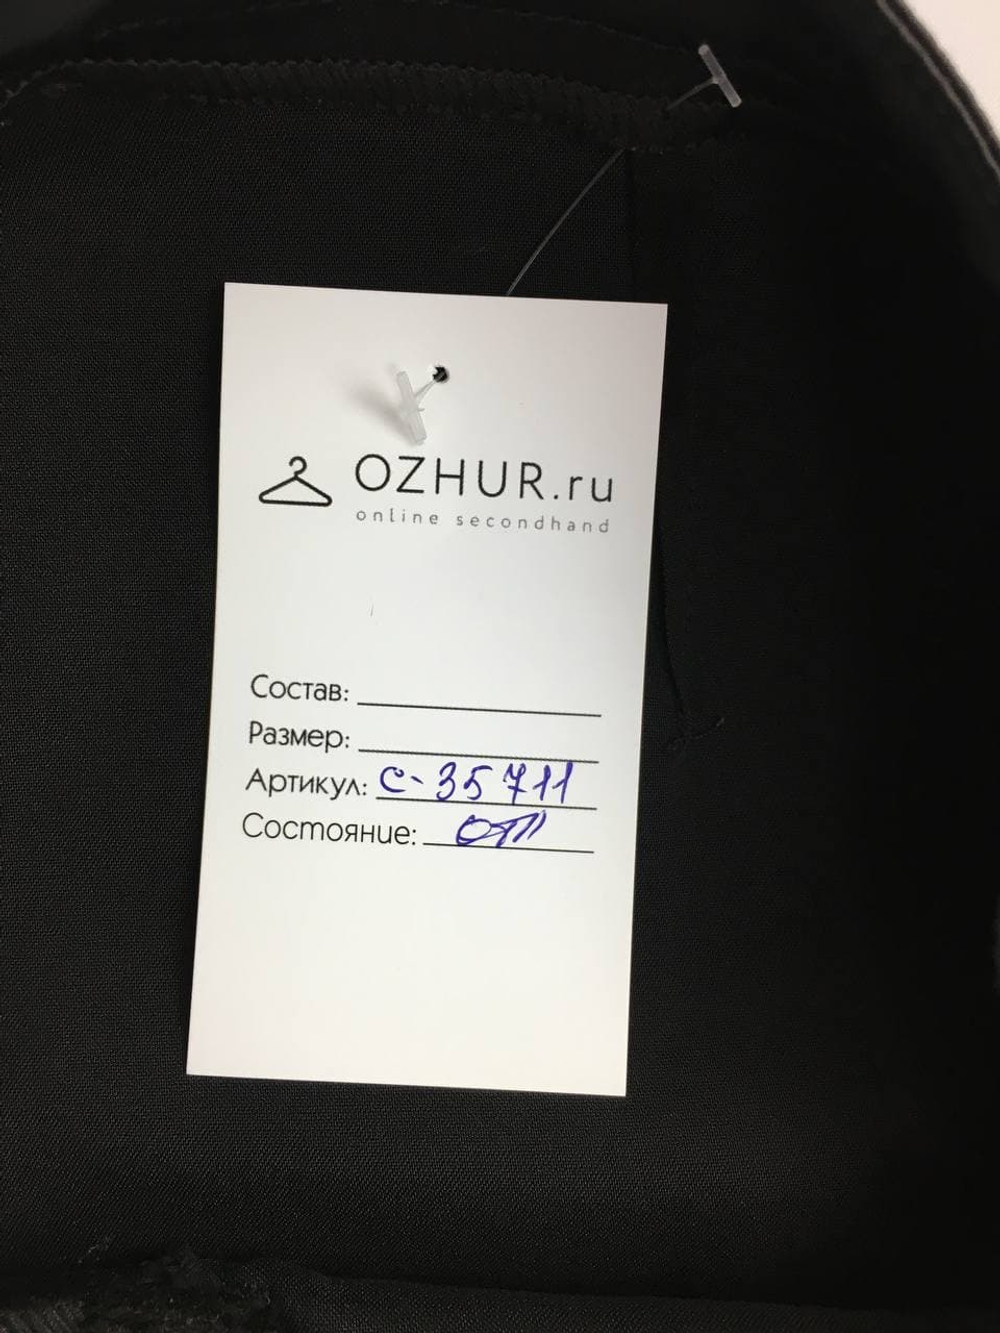 OZHUR.ru
online secondhand
Состав:
Размер:
Артикул: с-35711
Состояние: отл